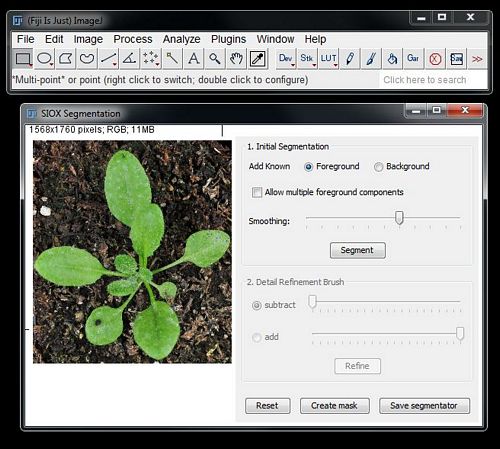 (Fiji Is Just) ImageJ
File Edit Image Process Analyze Plugins Window Help
A Dev Stk LUT Gar >>
*Multi-point* or point (right click to switch; double click to configure) Click here to search
SIOX Segmentation
1568x1760 pixels; RGB; 11MB
1. Initial Segmentation
Add Known Foreground Background
Allow multiple foreground components
Smoothing:
Segment
2. Detail Refinement Brush
subtract
add
Refine
Reset Create mask Save segmentator